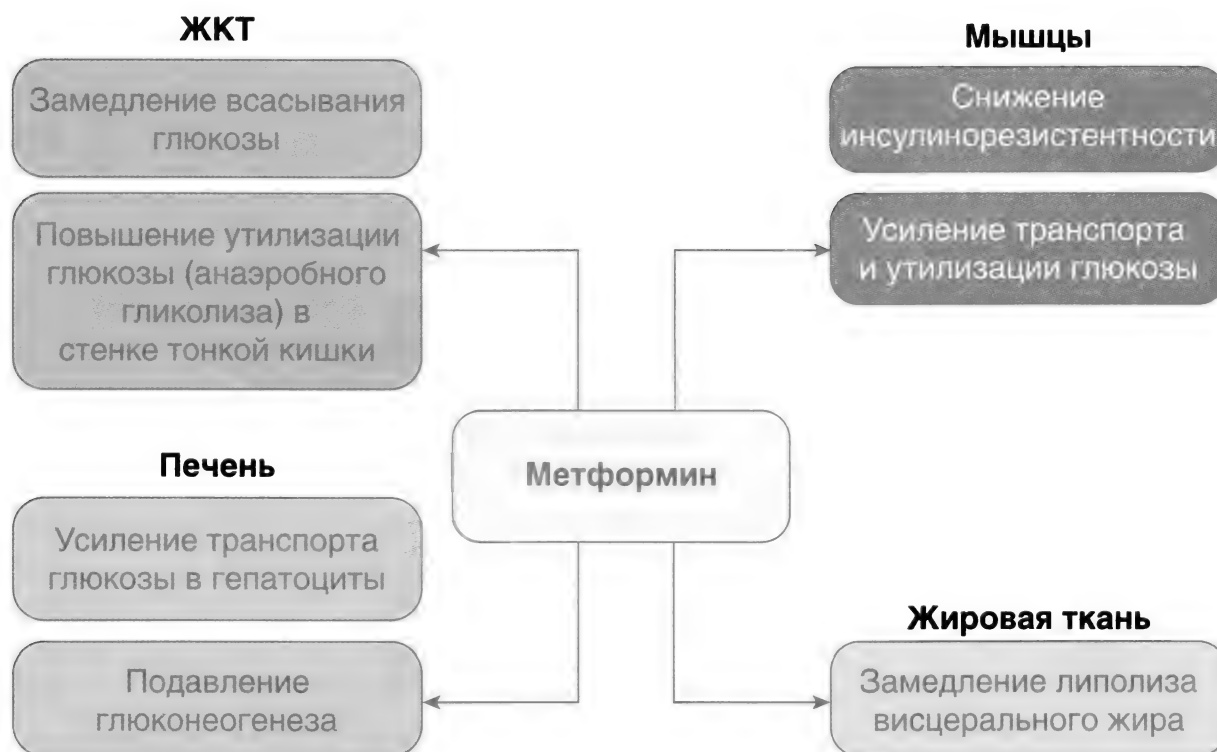 ЖКТ
Замедление всасывания
глюкозы
Повышение утилизации
глюкозы (анаэробного
гликолиза) в
стенке тонкой кишки
Мышцы
Снижение
инсулинорезистентности
Усиление транспорта
и утилизации глюкозы
Метформин
Печень
Усиление транспорта
глюкозы в гепатоциты
Подавление
глюконеогенеза
Жировая ткань
Замедление липолиза
висцерального жира